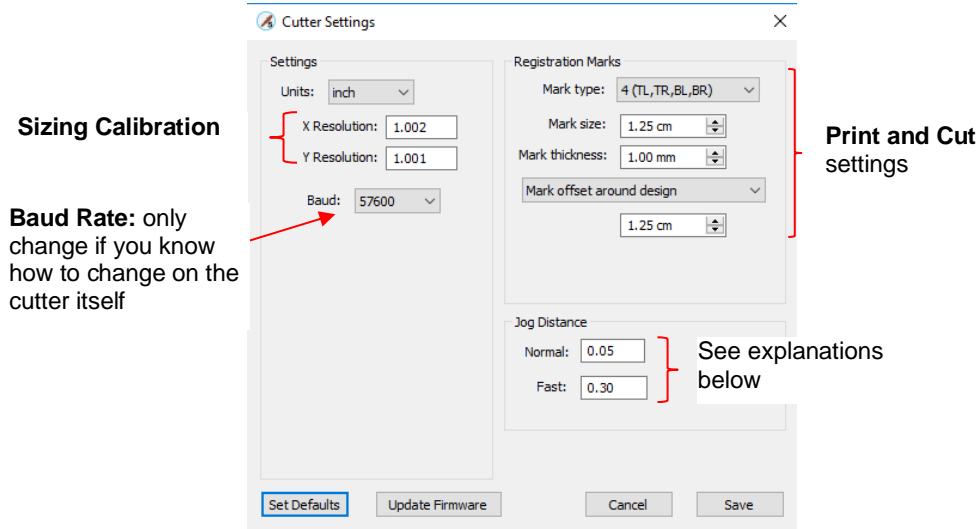 Cutter Settings
Settings
Units: inch
Sizing Calibration
X Resolution: 1.002
Y Resolution: 1.001
Baud: 57600
Baud Rate: only
change if you know
how to change on the
cutter itself
Registration Marks
Mark type: 4 (TL,TR,BL,BR)
Mark size: 1.25 cm
Mark thickness: 1.00 mm
Mark offset around design
1.25 cm
Print and Cut
settings
Jog Distance
Normal: 0.05
Fast: 0.30
See explanations
below
Set Defaults
Update Firmware
Cancel
Save